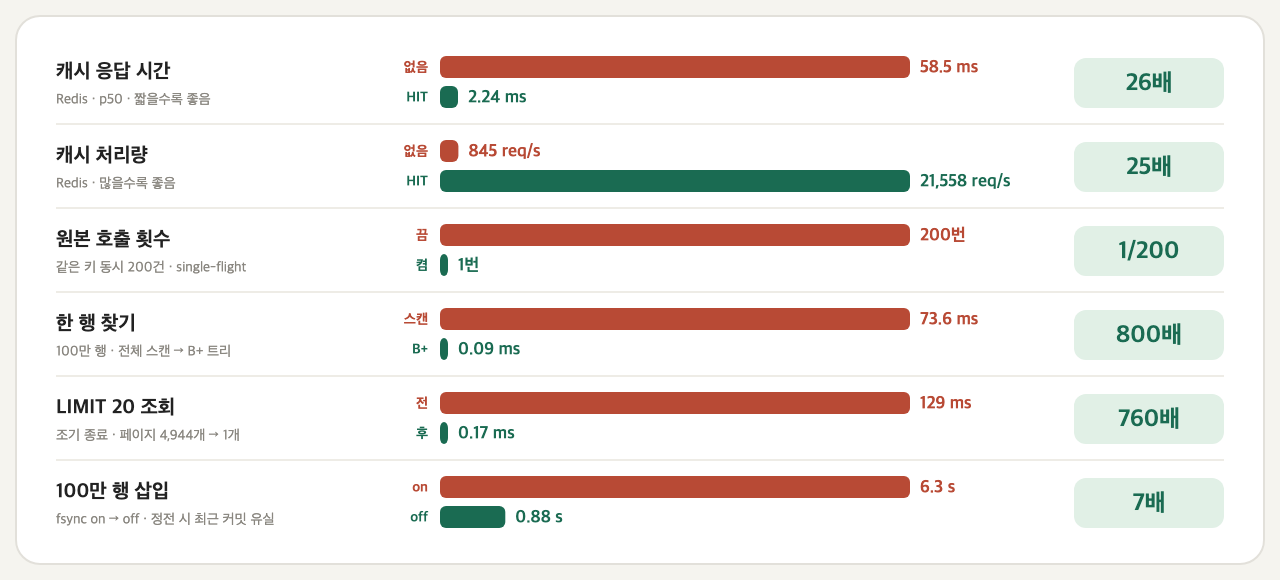 캐시 응답 시간
Redis · p50 · 짧을수록 좋음
없음 58.5 ms
HIT 2.24 ms
26배
캐시 처리량
Redis · 많을수록 좋음
없음 845 req/s
HIT 21,558 req/s
25배
원본 호출 횟수
같은 키 동시 200건 · single-flight
끔 200번
켬 1번
1/200
한 행 찾기
100만 행 · 전체 스캔 → B+ 트리
스캔 73.6 ms
B+ 0.09 ms
800배
LIMIT 20 조회
조기 종료 · 페이지 4,944개 → 1개
전 129 ms
후 0.17 ms
760배
100만 행 삽입
fsync on → off · 정전 시 최근 커밋 유실
on 6.3 s
off 0.88 s
7배